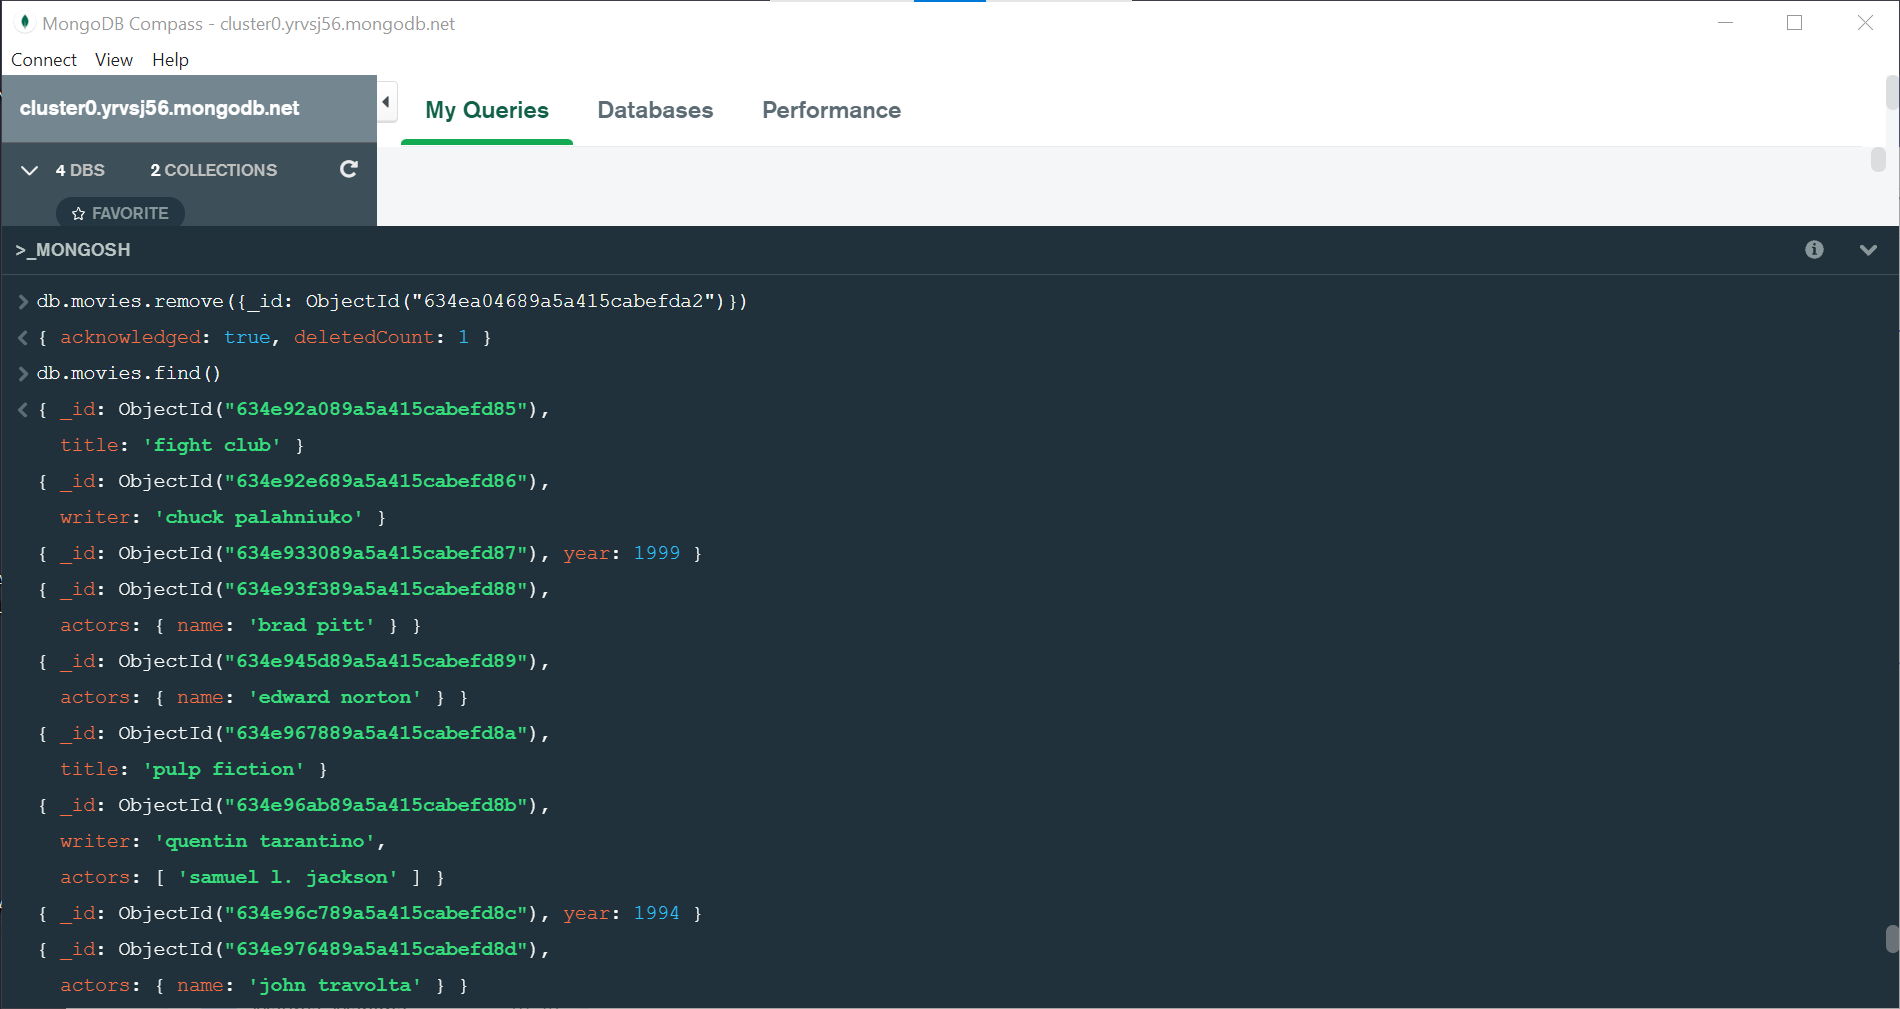 MongoDB Compass - cluster0.yrvsj56.mongodb.net
Connect View Help
cluster0.yrvsj56.mongodb.net
My Queries Databases Performance
4 DBS 2 COLLECTIONS
FAVORITE
>_MONGOSH
db.movies.remove({_id: ObjectId("634ea04689a5a415cabefda2")})
{ acknowledged: true, deletedCount: 1 }
db.movies.find()
{ _id: ObjectId("634e92a089a5a415cabefd85"),
title: 'fight club' }
{ _id: ObjectId("634e92e689a5a415cabefd86"),
writer: 'chuck palahniuko' }
{ _id: ObjectId("634e933089a5a415cabefd87"), year: 1999 }
{ _id: ObjectId("634e93f389a5a415cabefd88"),
actors: { name: 'brad pitt' } }
{ _id: ObjectId("634e945d89a5a415cabefd89"),
actors: { name: 'edward norton' } }
{ _id: ObjectId("634e967889a5a415cabefd8a"),
title: 'pulp fiction' }
{ _id: ObjectId("634e96ab89a5a415cabefd8b"),
writer: 'quentin tarantino',
actors: [ 'samuel l. jackson' ] }
{ _id: ObjectId("634e96c789a5a415cabefd8c"), year: 1994 }
{ _id: ObjectId("634e976489a5a415cabefd8d"),
actors: { name: 'john travolta' } }